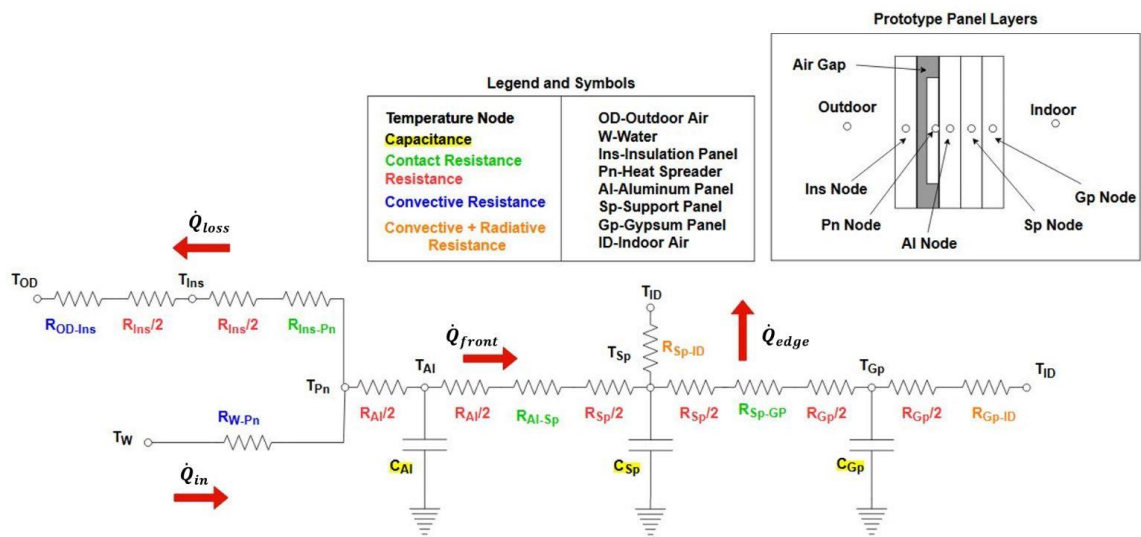 Prototype Panel Layers
Air Gap
Outdoor
Indoor
Ins Node
Pn Node
Al Node
Sp Node
Gp Node
Legend and Symbols
Temperature Node
Capacitance
Contact Resistance
Resistance
Convective Resistance
Convective + Radiative
Resistance
OD-Outdoor Air
W-Water
Ins-Insulation Panel
Pn-Heat Spreader
Al-Aluminum Panel
Sp-Support Panel
Gp-Gypsum Panel
ID-Indoor Air
Q̇loss
TOD
TIns
ROD-Ins
RIns/2
RIns/2
RIns-Pn
TPn
TW
RW-Pn
Q̇in
RAl/2
TAl
Q̇front
RAl/2
RAl-Sp
RSp/2
CAl
TID
RSp-ID
TSp
Q̇edge
RSp/2
RSp-GP
RGp/2
CSp
TGp
RGp/2
RGp-ID
TID
CGp